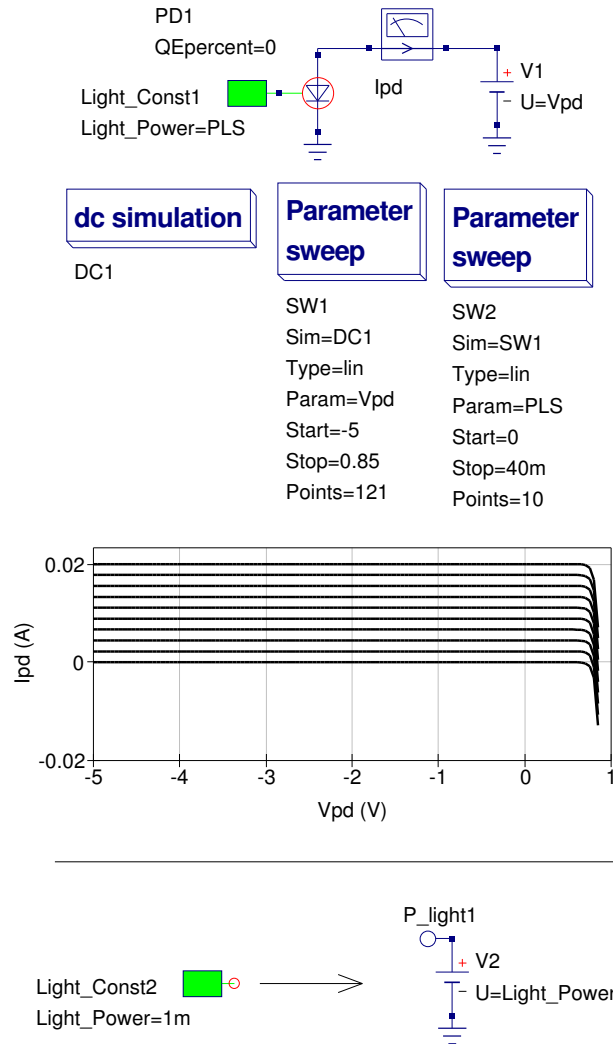 PD1
QEpercent=0
Light_Const1
Light_Power=PLS
Ipd
+ V1
− U=Vpd
dc simulation
DC1
Parameter
sweep
SW1
Sim=DC1
Type=lin
Param=Vpd
Start=-5
Stop=0.85
Points=121
Parameter
sweep
SW2
Sim=SW1
Type=lin
Param=PLS
Start=0
Stop=40m
Points=10
0.02
0
-0.02
Ipd (A)
-5 -4 -3 -2 -1 0 1
Vpd (V)
P_light1
+ V2
− U=Light_Power
Light_Const2
Light_Power=1m